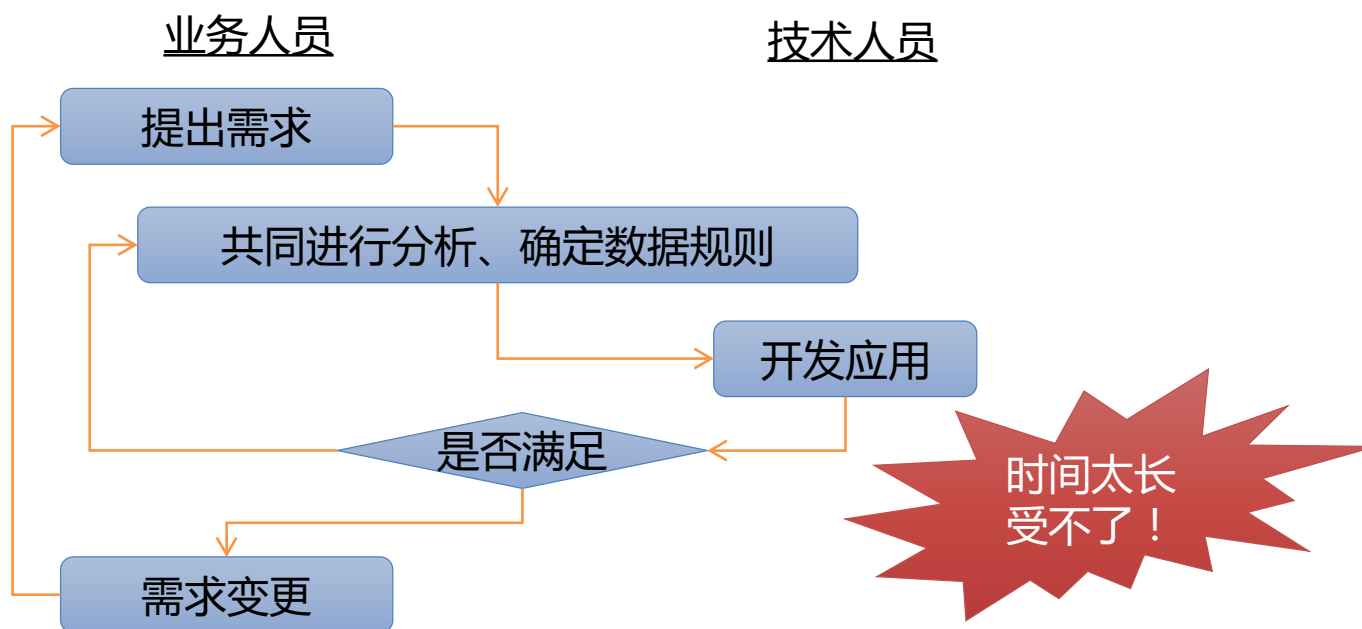 业务人员
技术人员
提出需求
共同进行分析、确定数据规则
开发应用
是否满足
时间太长
受不了！
需求变更